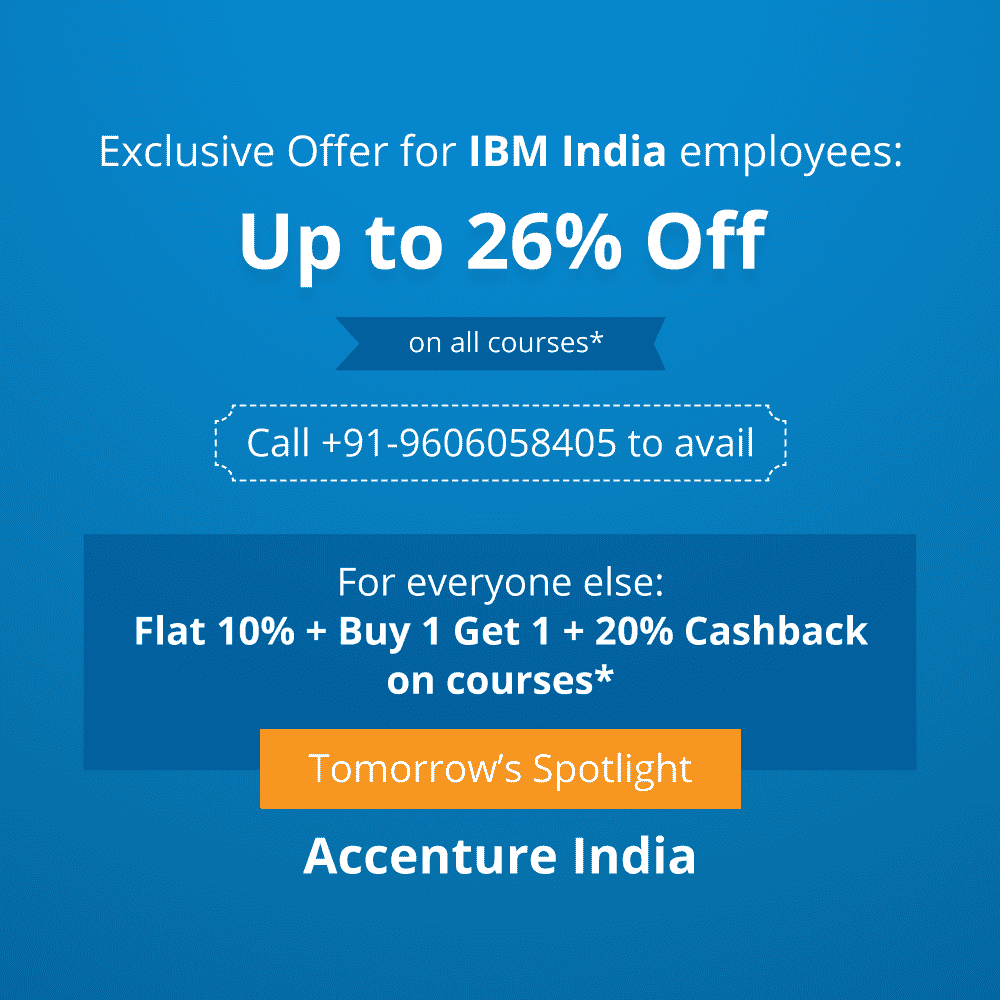 Exclusive Offer for IBM India employees:
Up to 26% Off
on all courses*
Call +91-9606058405 to avail
For everyone else:
Flat 10% + Buy 1 Get 1 + 20% Cashback
on courses*
Tomorrow’s Spotlight
Accenture India